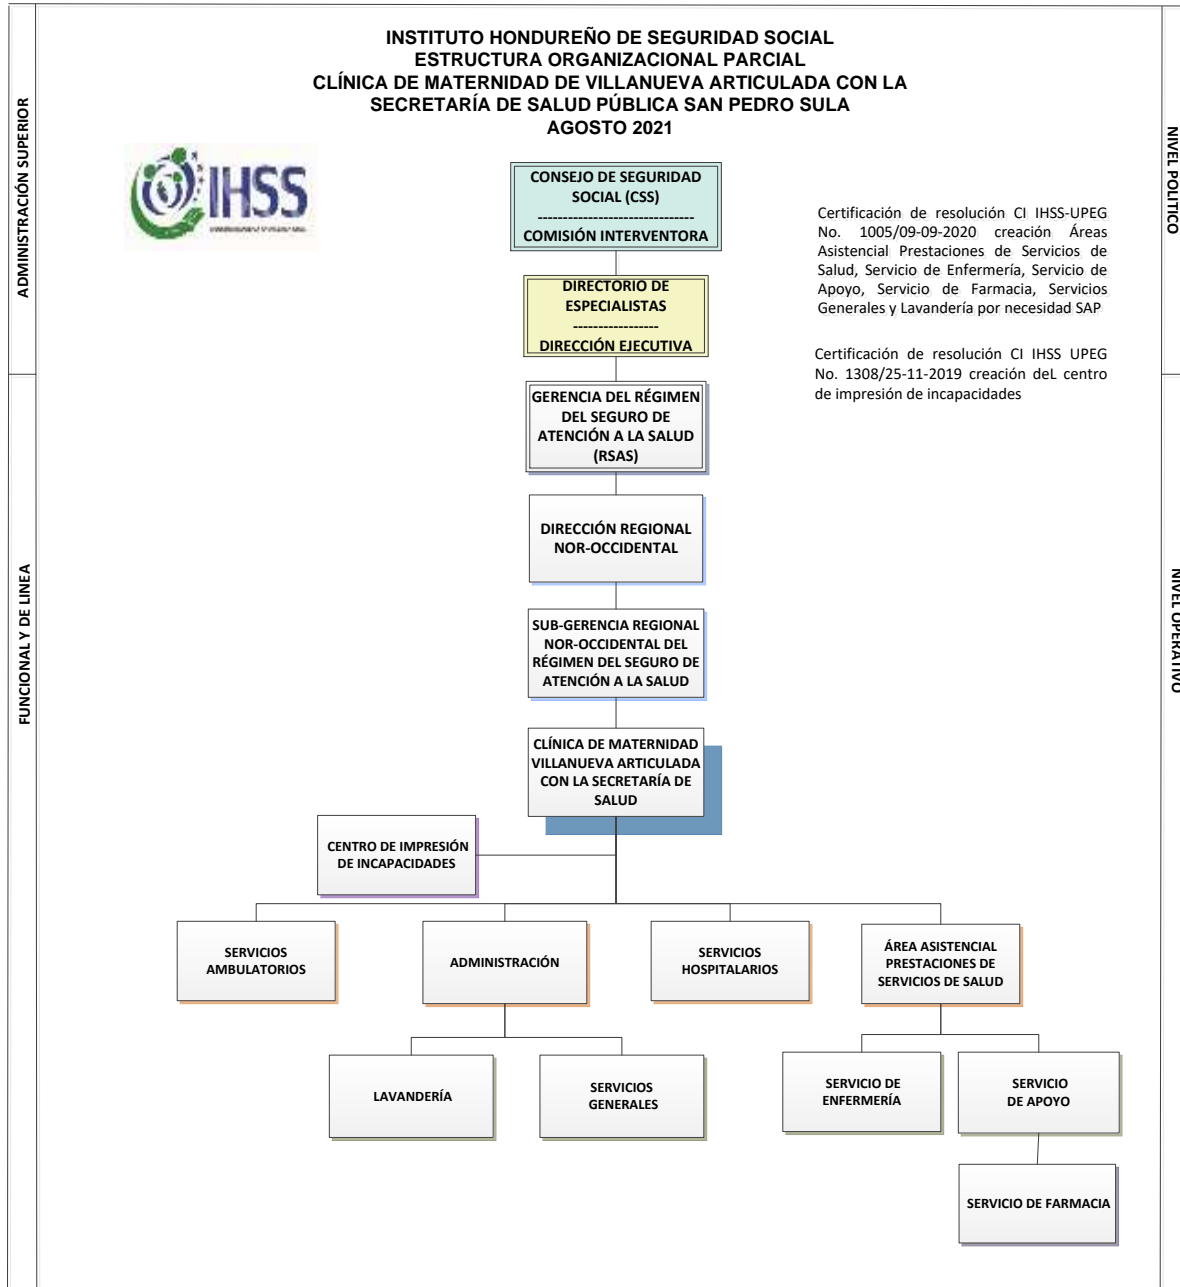 INSTITUTO HONDUREÑO DE SEGURIDAD SOCIAL
ESTRUCTURA ORGANIZACIONAL PARCIAL
CLÍNICA DE MATERNIDAD DE VILLANUEVA ARTICULADA CON LA
SECRETARÍA DE SALUD PÚBLICA SAN PEDRO SULA
AGOSTO 2021
ADMINISTRACIÓN SUPERIOR
NIVEL POLITICO
IHSS
CONSEJO DE SEGURIDAD
SOCIAL (CSS)
-------------------------------
COMISIÓN INTERVENTORA
Certificación de resolución CI IHSS-UPEG
No. 1005/09-09-2020 creación Áreas
Asistencial Prestaciones de Servicios de
Salud, Servicio de Enfermería, Servicio de
Apoyo, Servicio de Farmacia, Servicios
Generales y Lavandería por necesidad SAP
DIRECTORIO DE
ESPECIALISTAS
-----------------
DIRECCIÓN EJECUTIVA
Certificación de resolución CI IHSS UPEG
No. 1308/25-11-2019 creación deL centro
de impresión de incapacidades
GERENCIA DEL RÉGIMEN
DEL SEGURO DE
ATENCIÓN A LA SALUD
(RSAS)
FUNCIONAL Y DE LINEA
NIVEL OPERATIVO
DIRECCIÓN REGIONAL
NOR-OCCIDENTAL
SUB-GERENCIA REGIONAL
NOR-OCCIDENTAL DEL
RÉGIMEN DEL SEGURO DE
ATENCIÓN A LA SALUD
CLÍNICA DE MATERNIDAD
VILLANUEVA ARTICULADA
CON LA SECRETARÍA DE
SALUD
CENTRO DE IMPRESIÓN
DE INCAPACIDADES
SERVICIOS
AMBULATORIOS
ADMINISTRACIÓN
SERVICIOS
HOSPITALARIOS
ÁREA ASISTENCIAL
PRESTACIONES DE
SERVICIOS DE SALUD
LAVANDERÍA
SERVICIOS
GENERALES
SERVICIO DE
ENFERMERÍA
SERVICIO
DE APOYO
SERVICIO DE FARMACIA